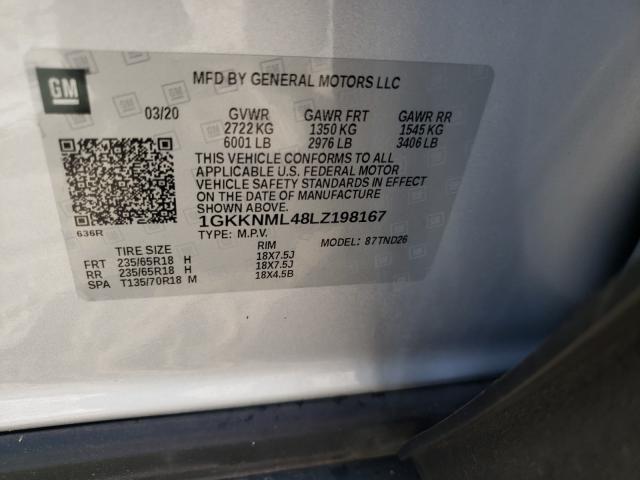 GM
MFD BY GENERAL MOTORS LLC
03/20 GVWR GAWR FRT GAWR RR
2722 KG 1350 KG 1545 KG
6001 LB 2976 LB 3406 LB
THIS VEHICLE CONFORMS TO ALL
APPLICABLE U.S. FEDERAL MOTOR
VEHICLE SAFETY STANDARDS IN EFFECT
ON THE DATE OF MANUFACTURE
SHOWN ABOVE.
636R
1GKKNML48LZ198167
TYPE: M.P.V. MODEL: 87TND26
TIRE SIZE RIM
FRT 235/65R18 H 18X7.5J
RR 235/65R18 H 18X7.5J
SPA T135/70R18 M 18X4.5B